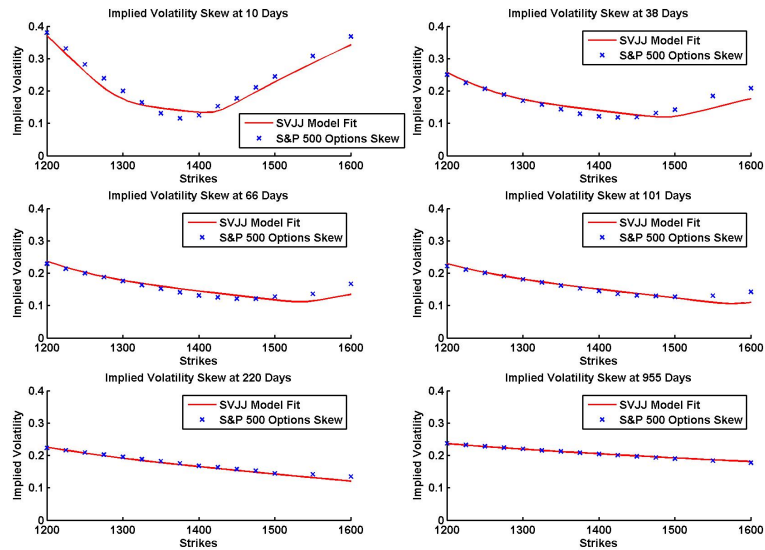 Implied Volatility Skew at 10 Days
Implied Volatility
0.4
0.3
0.2
0.1
0
1200
1300
1400
1500
1600
Strikes
SVJJ Model Fit
S&P 500 Options Skew
Implied Volatility Skew at 38 Days
Implied Volatility
0.4
0.3
0.2
0.1
0
1200
1300
1400
1500
1600
Strikes
SVJJ Model Fit
S&P 500 Options Skew
Implied Volatility Skew at 66 Days
Implied Volatility
0.4
0.3
0.2
0.1
0
1200
1300
1400
1500
1600
Strikes
SVJJ Model Fit
S&P 500 Options Skew
Implied Volatility Skew at 101 Days
Implied Volatility
0.4
0.3
0.2
0.1
0
1200
1300
1400
1500
1600
Strikes
SVJJ Model Fit
S&P 500 Options Skew
Implied Volatility Skew at 220 Days
Implied Volatility
0.4
0.3
0.2
0.1
0
1200
1300
1400
1500
1600
Strikes
SVJJ Model Fit
S&P 500 Options Skew
Implied Volatility Skew at 955 Days
Implied Volatility
0.4
0.3
0.2
0.1
0
1200
1300
1400
1500
1600
Strikes
SVJJ Model Fit
S&P 500 Options Skew